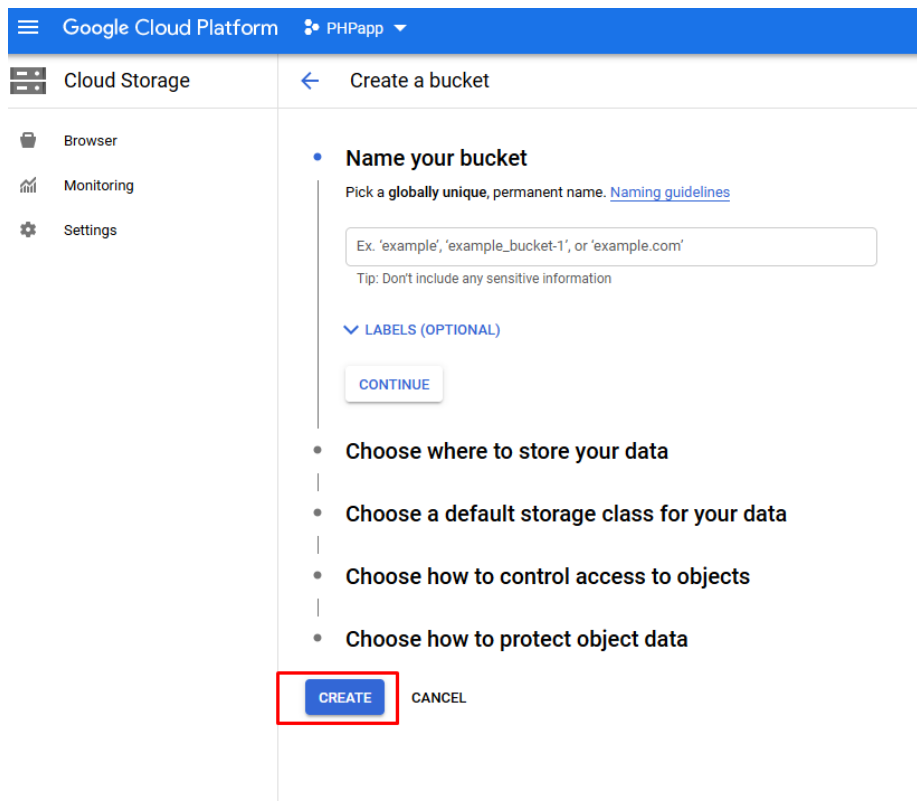 Google Cloud Platform PHPapp
Cloud Storage
Create a bucket
Browser
Monitoring
Settings
Name your bucket
Pick a globally unique, permanent name. Naming guidelines
Ex. ‘example’, ‘example_bucket-1’, or ‘example.com’
Tip: Don't include any sensitive information
LABELS (OPTIONAL)
CONTINUE
Choose where to store your data
Choose a default storage class for your data
Choose how to control access to objects
Choose how to protect object data
CREATE CANCEL